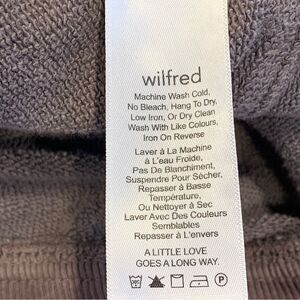 wilfred
Machine Wash Cold,
No Bleach, Hang To Dry,
Low Iron, Or Dry Clean
Wash With Like Colours,
Iron On Reverse
Laver À La Machine
à L'eau Froide,
Pas De Blanchiment,
Suspendre Pour Sécher,
Repasser à Basse
Température,
Ou Nettoyer à Sec
Laver Avec Des Couleurs
Semblables
Repasser à L'envers
A LITTLE LOVE
GOES A LONG WAY.